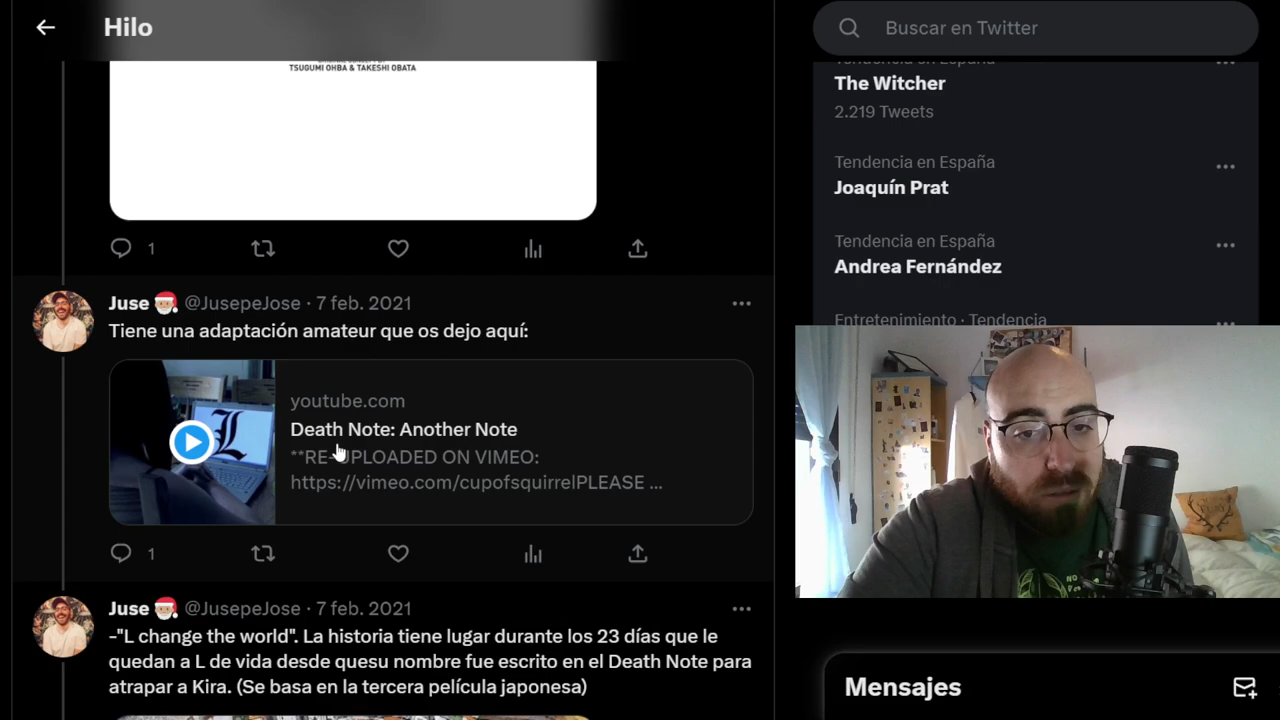 Hilo
TSUGUMI OHBA & TAKESHI OBATA
1
Juse @JusepeJose · 7 feb. 2021
Tiene una adaptación amateur que os dejo aquí:
youtube.com
Death Note: Another Note
**RE-UPLOADED ON VIMEO:
https://vimeo.com/cupofsquirrelPLEASE ...
1
Juse @JusepeJose · 7 feb. 2021
-"L change the world". La historia tiene lugar durante los 23 días que le
quedan a L de vida desde quesu nombre fue escrito en el Death Note para
atrapar a Kira. (Se basa en la tercera película japonesa)
Buscar en Twitter
Tendencia en España
The Witcher
2.219 Tweets
Tendencia en España
Joaquín Prat
Tendencia en España
Andrea Fernández
Entretenimiento · Tendencia
Mensajes